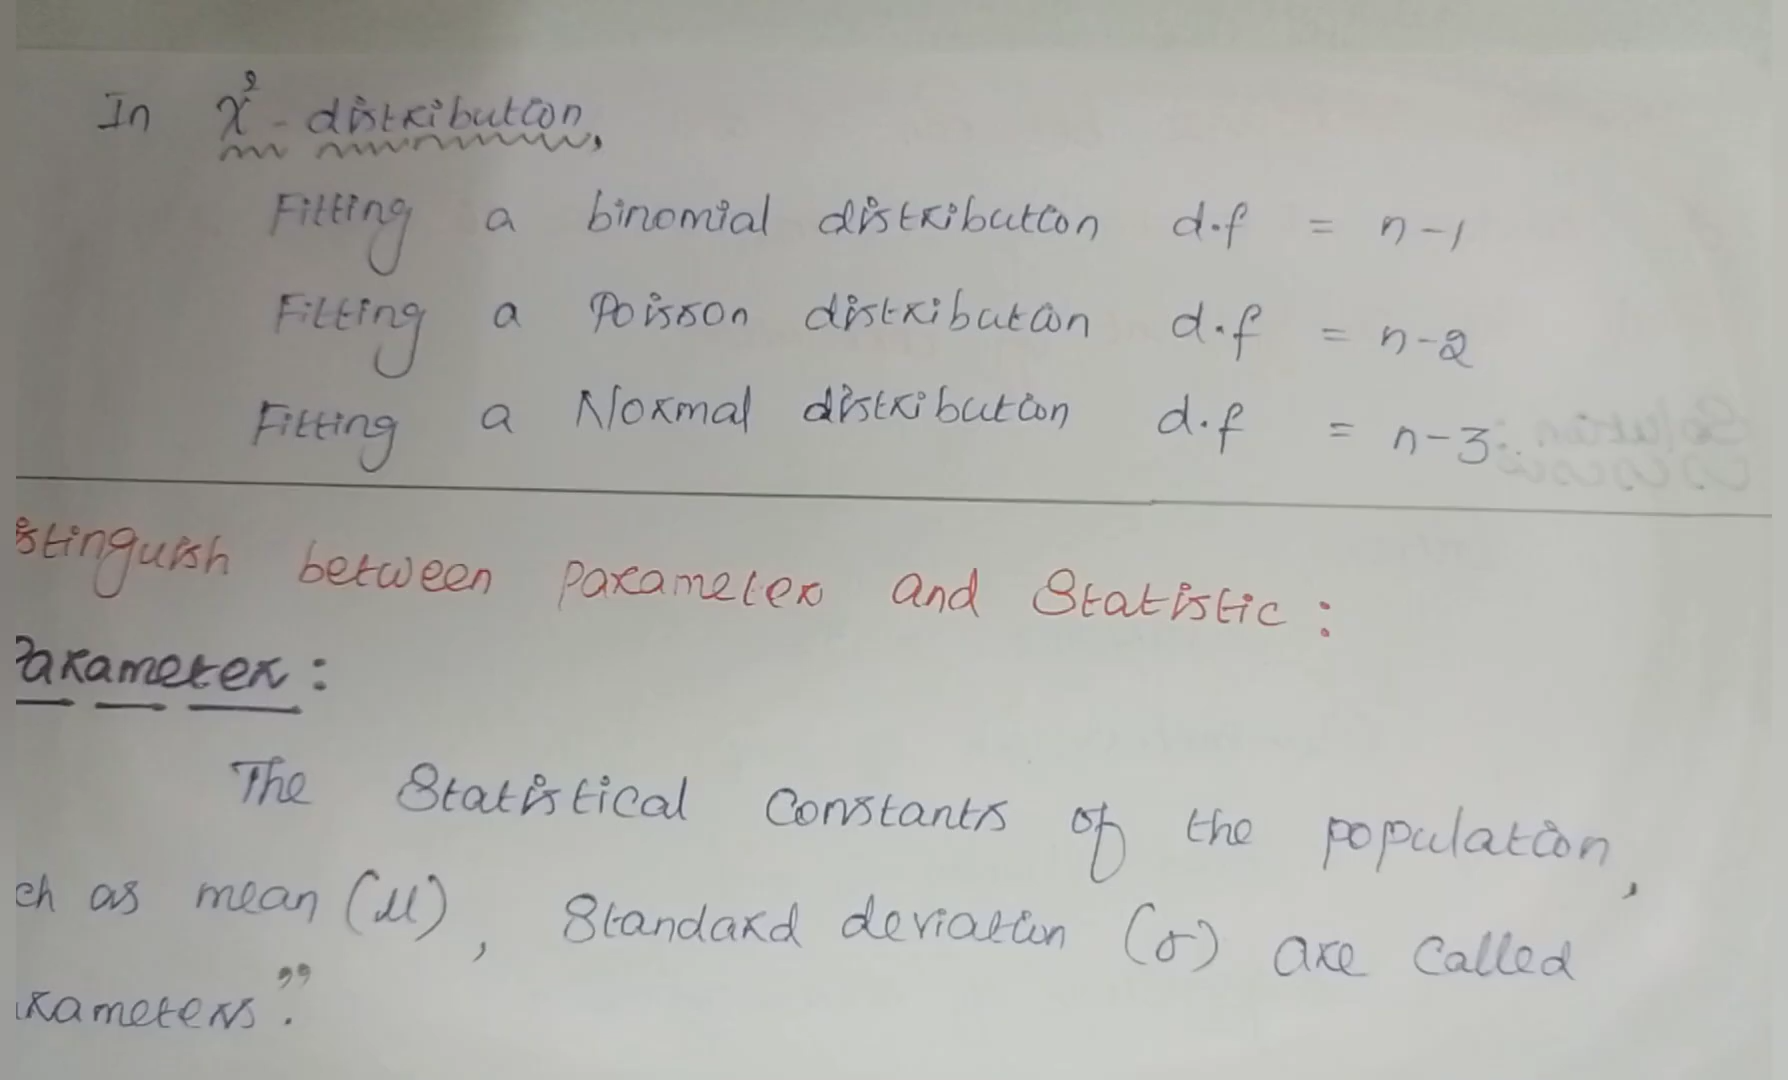 In χ² - distribution,
Fitting a binomial distribution d.f = n-1
Fitting a Poisson distribution d.f = n-2
Fitting a Normal distribution d.f = n-3.
stinguish between parameter and Statistic :
Parameter :
The Statistical Constants of the population,
ch as mean (μ), Standard deviation (σ) are Called
rameters".